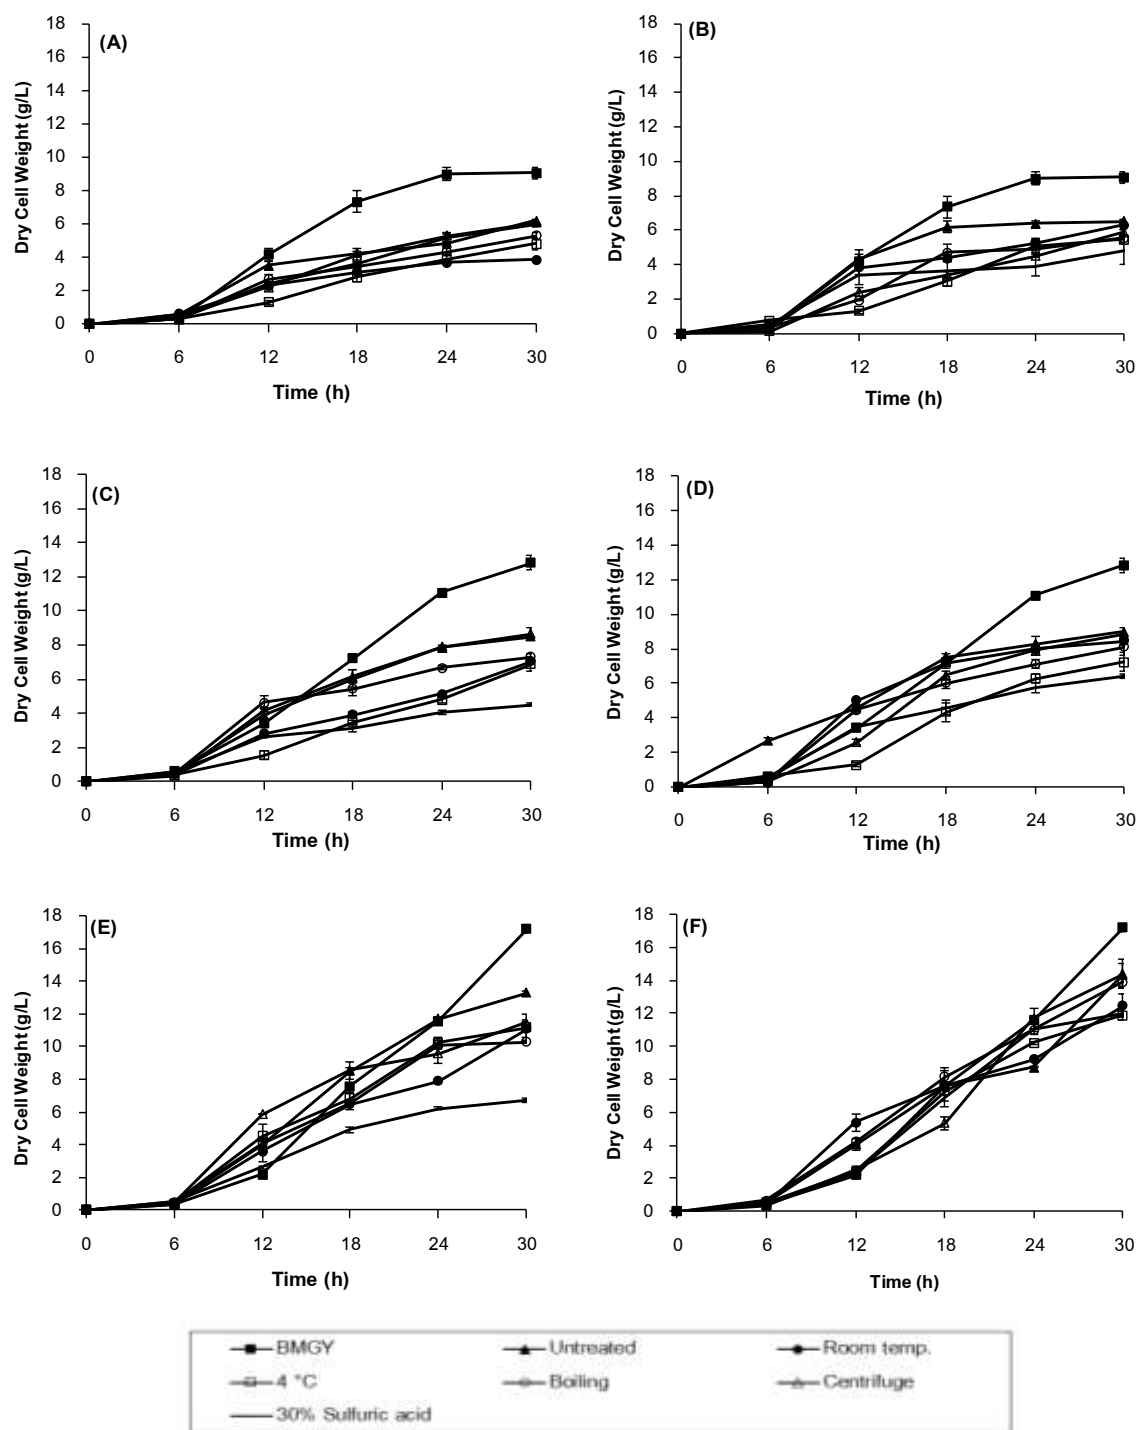 (A)
Dry Cell Weight (g/L)
18
16
14
12
10
8
6
4
2
0
0 6 12 18 24 30
Time (h)
(B)
Dry Cell Weight (g/L)
18
16
14
12
10
8
6
4
2
0
0 6 12 18 24 30
Time (h)
(C)
Dry Cell Weight (g/L)
18
16
14
12
10
8
6
4
2
0
0 6 12 18 24 30
Time (h)
(D)
Dry Cell Weight (g/L)
18
16
14
12
10
8
6
4
2
0
0 6 12 18 24 30
Time (h)
(E)
Dry Cell Weight (g/L)
18
16
14
12
10
8
6
4
2
0
0 6 12 18 24 30
Time (h)
(F)
Dry Cell Weight (g/L)
18
16
14
12
10
8
6
4
2
0
0 6 12 18 24 30
Time (h)
BMGY Untreated Room temp.
4 °C Boiling Centrifuge
30% Sulfuric acid